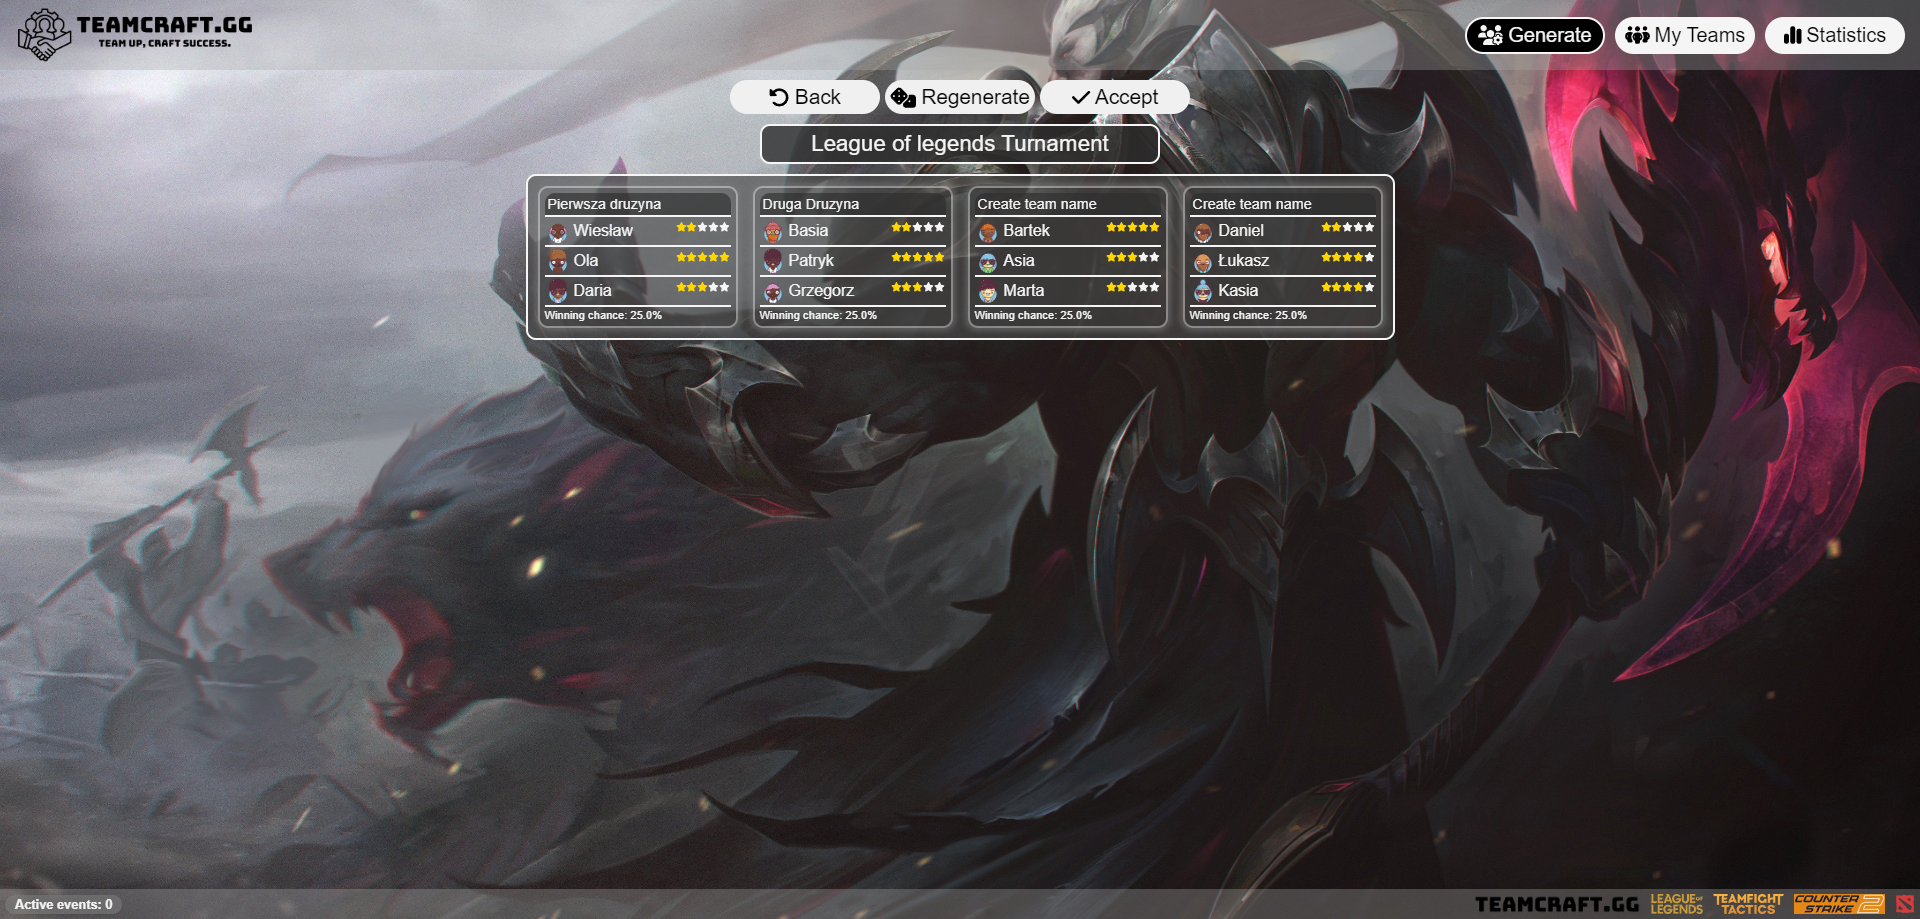 TEAMCRAFT.GG
TEAM UP, CRAFT SUCCESS.
Generate
My Teams
Statistics
Back
Regenerate
Accept
League of legends Turnament
Pierwsza druzyna
Wiesław
Ola
Daria
Winning chance: 25.0%
Druga Druzyna
Basia
Patryk
Grzegorz
Winning chance: 25.0%
Create team name
Bartek
Asia
Marta
Winning chance: 25.0%
Create team name
Daniel
Łukasz
Kasia
Winning chance: 25.0%
Active events: 0
TEAMCRAFT.GG
LEAGUE OF
LEGENDS
TEAMFIGHT
TACTICS
COUNTER
STRIKE 2